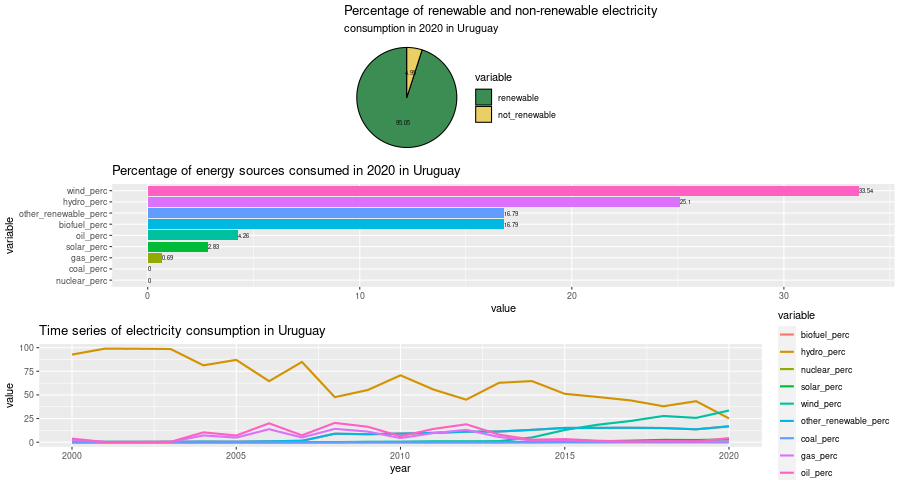 Percentage of renewable and non-renewable electricity
consumption in 2020 in Uruguay
4.95
95.05
variable
renewable
not_renewable
Percentage of energy sources consumed in 2020 in Uruguay
variable
wind_perc
hydro_perc
other_renewable_perc
biofuel_perc
oil_perc
solar_perc
gas_perc
coal_perc
nuclear_perc
33.54
25.1
16.79
16.79
4.26
2.83
0.69
0
0
0
10
20
30
value
Time series of electricity consumption in Uruguay
value
100
75
50
25
0
2000
2005
2010
2015
2020
year
variable
biofuel_perc
hydro_perc
nuclear_perc
solar_perc
wind_perc
other_renewable_perc
coal_perc
gas_perc
oil_perc